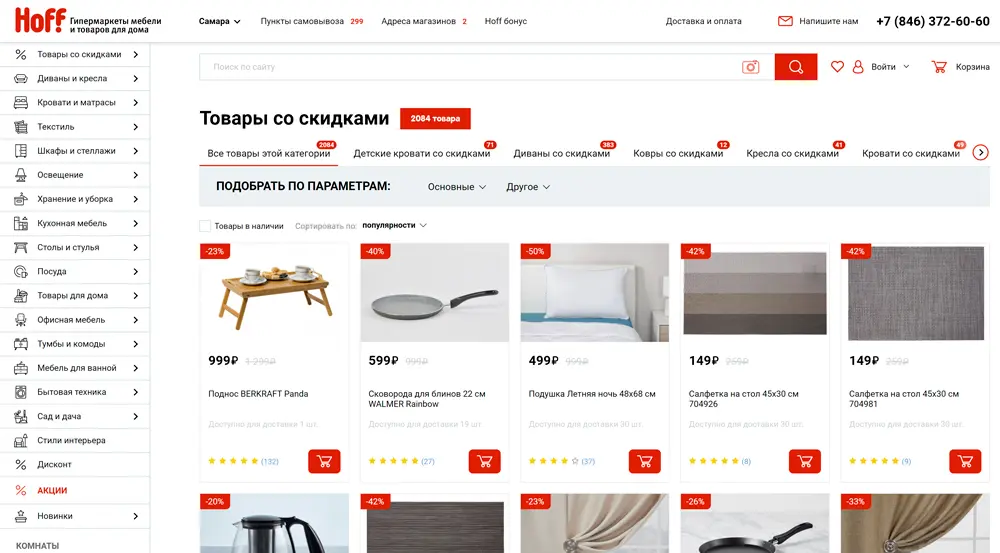 Hoff Гипермаркеты мебели
и товаров для дома
Самара
Пункты самовывоза 299
Адреса магазинов 2
Hoff бонус
Доставка и оплата
Напишите нам
+7 (846) 372-60-60
Товары со скидками
Диваны и кресла
Кровати и матрасы
Текстиль
Шкафы и стеллажи
Освещение
Хранение и уборка
Кухонная мебель
Столы и стулья
Посуда
Товары для дома
Офисная мебель
Тумбы и комоды
Мебель для ванной
Бытовая техника
Сад и дача
Стили интерьера
Дисконт
АКЦИИ
Новинки
КОМНАТЫ
Поиск по сайту
Войти
Корзина
Товары со скидками 2084 товара
Все товары этой категории 2084
Детские кровати со скидками 71
Диваны со скидками 383
Ковры со скидками 12
Кресла со скидками 41
Кровати со скидками 49
ПОДОБРАТЬ ПО ПАРАМЕТРАМ: Основные Другое
Товары в наличии Сортировать по: популярности
-23%
999₽ 1 299₽
Поднос BERKRAFT Panda
Доступно для доставки 1 шт.
(132)
-40%
599₽ 999₽
Сковорода для блинов 22 см
WALMER Rainbow
Доступно для доставки 19 шт.
(27)
-50%
499₽ 999₽
Подушка Летняя ночь 48х68 см
Доступно для доставки 30 шт.
(37)
-42%
149₽ 259₽
Салфетка на стол 45х30 см
704926
Доступно для доставки 30 шт.
(8)
-42%
149₽ 259₽
Салфетка на стол 45х30 см
704981
Доступно для доставки 30 шт.
(9)
-20%
-42%
-23%
-26%
-33%